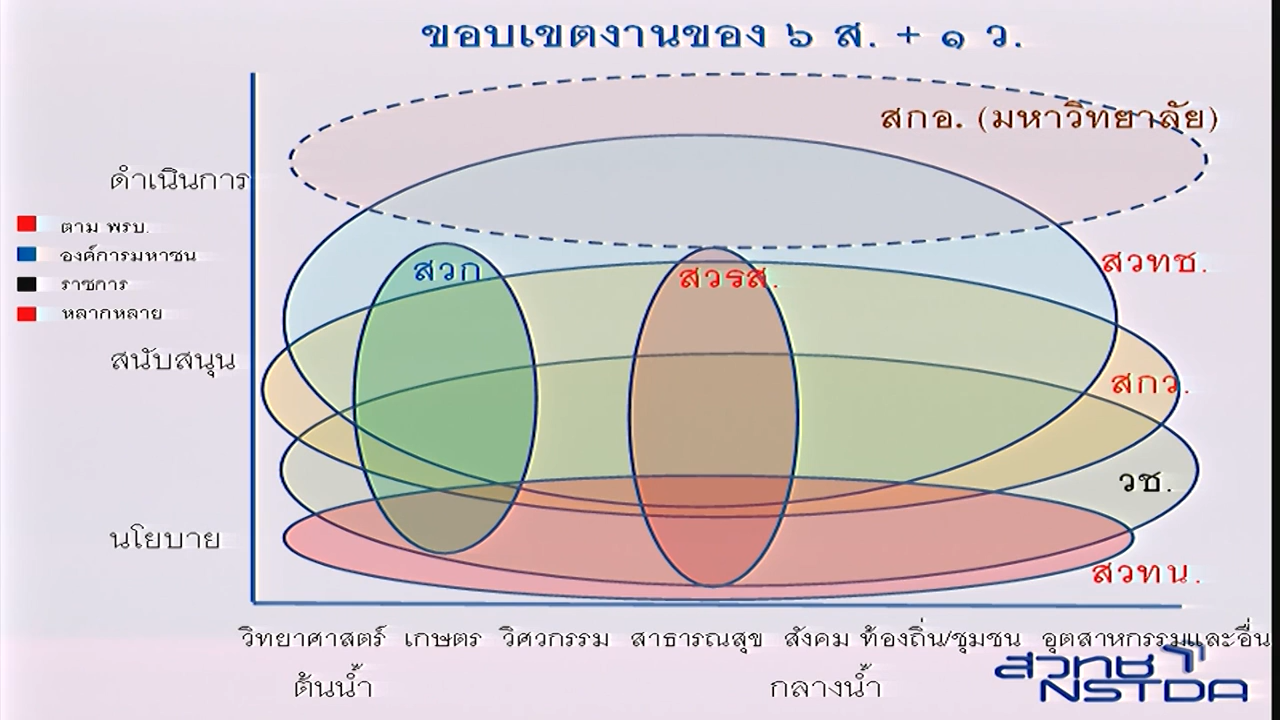 ขอบเขตงานของ ๖ ส. + ๑ ว.
สกอ. (มหาวิทยาลัย)
ดำเนินการ
ตาม พรบ.
องค์การมหาชน
ราชการ
หลากหลาย
สวก.
สวรส.
สวทช.
สนับสนุน
สกว.
วช.
นโยบาย
สวทน.
วิทยาศาสตร์ เกษตร วิศวกรรม สาธารณสุข สังคม ท้องถิ่น/ชุมชน อุตสาหกรรมและอื่น
ต้นน้ำ กลางน้ำ
สวทช
NSTDA